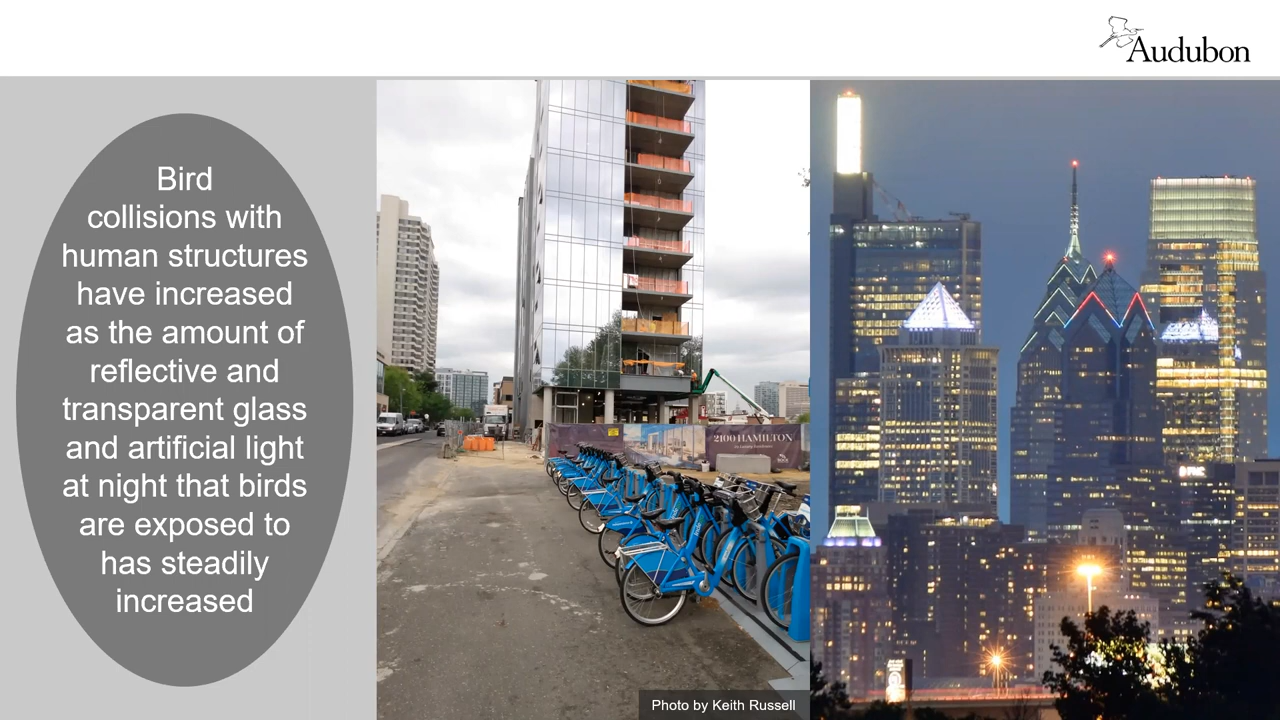 Audubon
Bird
collisions with
human structures
have increased
as the amount of
reflective and
transparent glass
and artificial light
at night that birds
are exposed to
has steadily
increased
2100 HAMILTON
PNC
Photo by Keith Russell